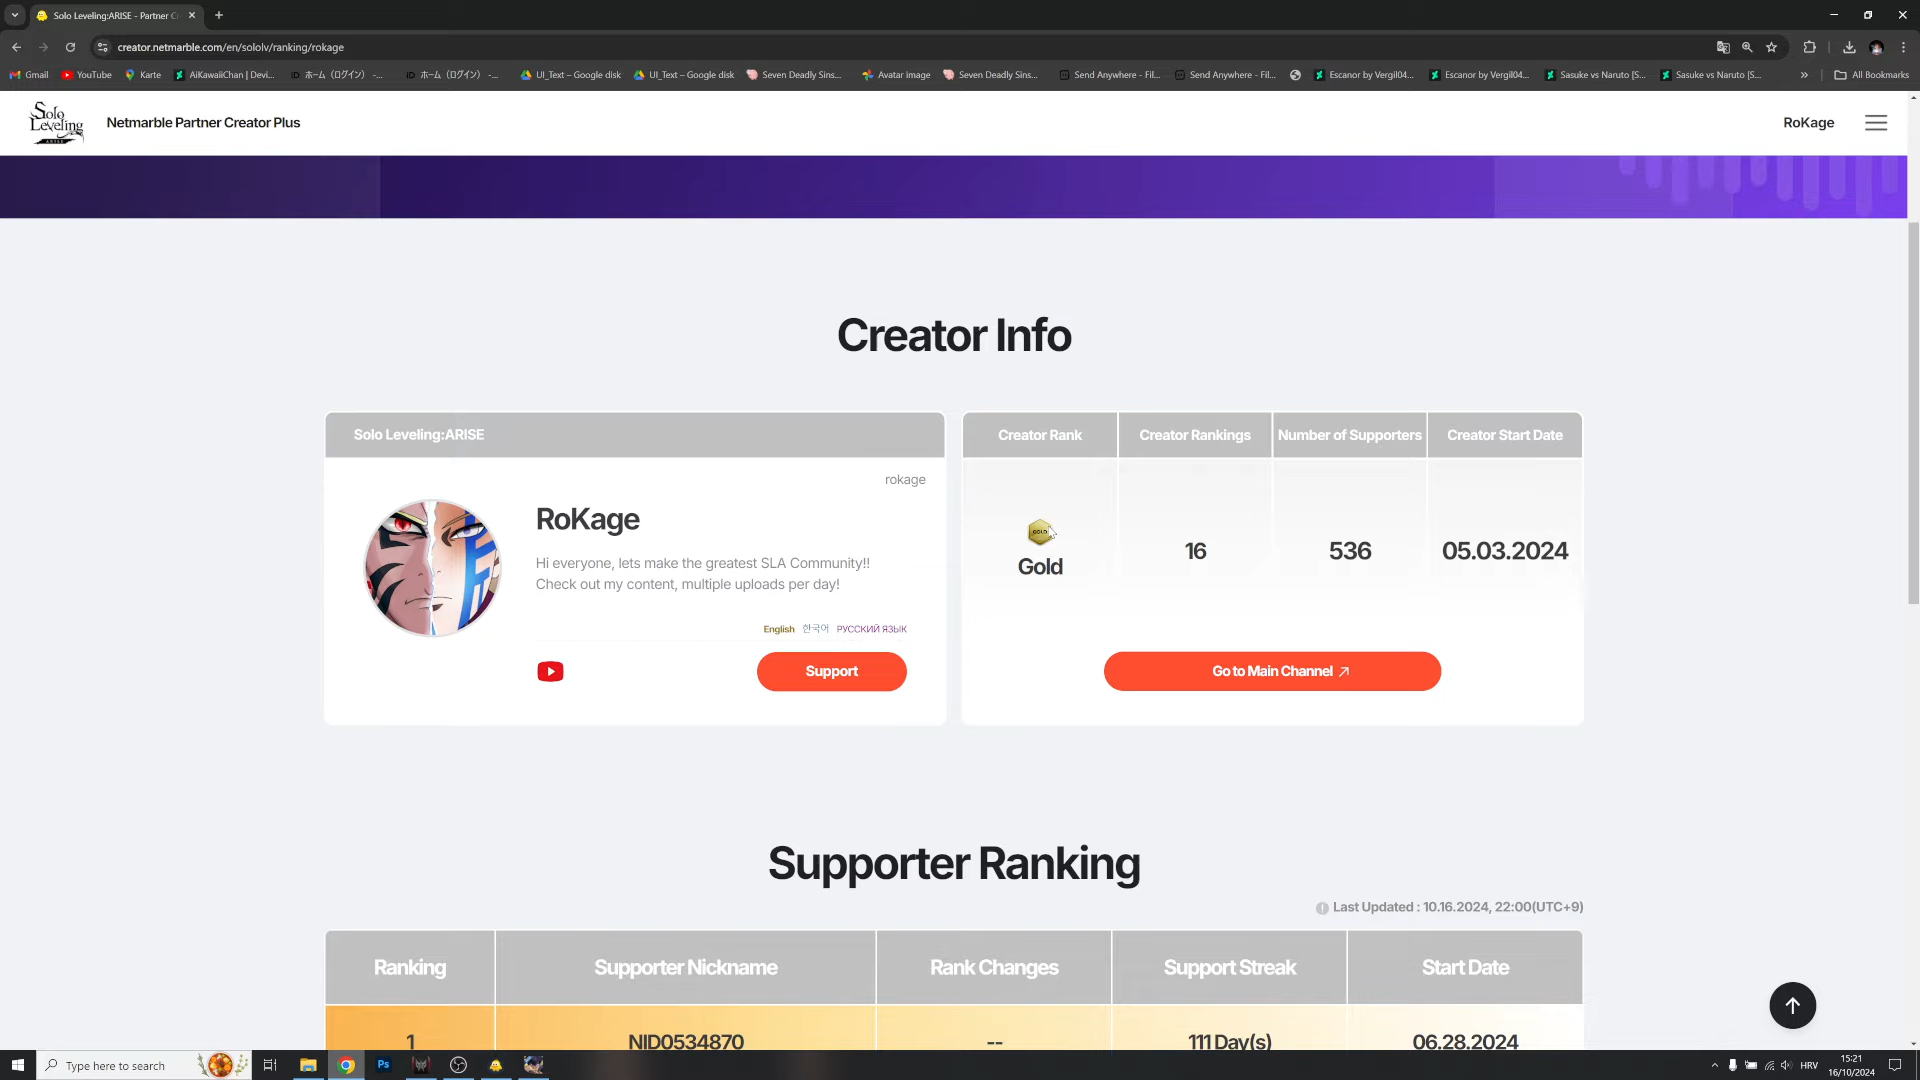 Solo Leveling:ARISE - Partner C
creator.netmarble.com/en/sololv/ranking/rokage
Gmail
YouTube
Karte
AiKawaiiChan | Devi...
ホーム（ログイン） -...
ホーム（ログイン） -...
UI_Text – Google disk
UI_Text – Google disk
Seven Deadly Sins...
Avatar image
Seven Deadly Sins...
Send Anywhere - Fil...
Send Anywhere - Fil...
Escanor by Vergil04...
Escanor by Vergil04...
Sasuke vs Naruto [S...
Sasuke vs Naruto [S...
All Bookmarks
Solo
Leveling
ARISE
Netmarble Partner Creator Plus
RoKage
Creator Info
Solo Leveling:ARISE
rokage
RoKage
Hi everyone, lets make the greatest SLA Community!!
Check out my content, multiple uploads per day!
English 한국어 РУССКИЙ ЯЗЫК
Support
Creator Rank
Creator Rankings
Number of Supporters
Creator Start Date
GOLD
Gold
16
536
05.03.2024
Go to Main Channel
Supporter Ranking
Last Updated : 10.16.2024, 22:00(UTC+9)
Ranking
Supporter Nickname
Rank Changes
Support Streak
Start Date
1
NID0534870
--
111 Day(s)
06.28.2024
Type here to search
Ps
HRV
15:21
16/10/2024